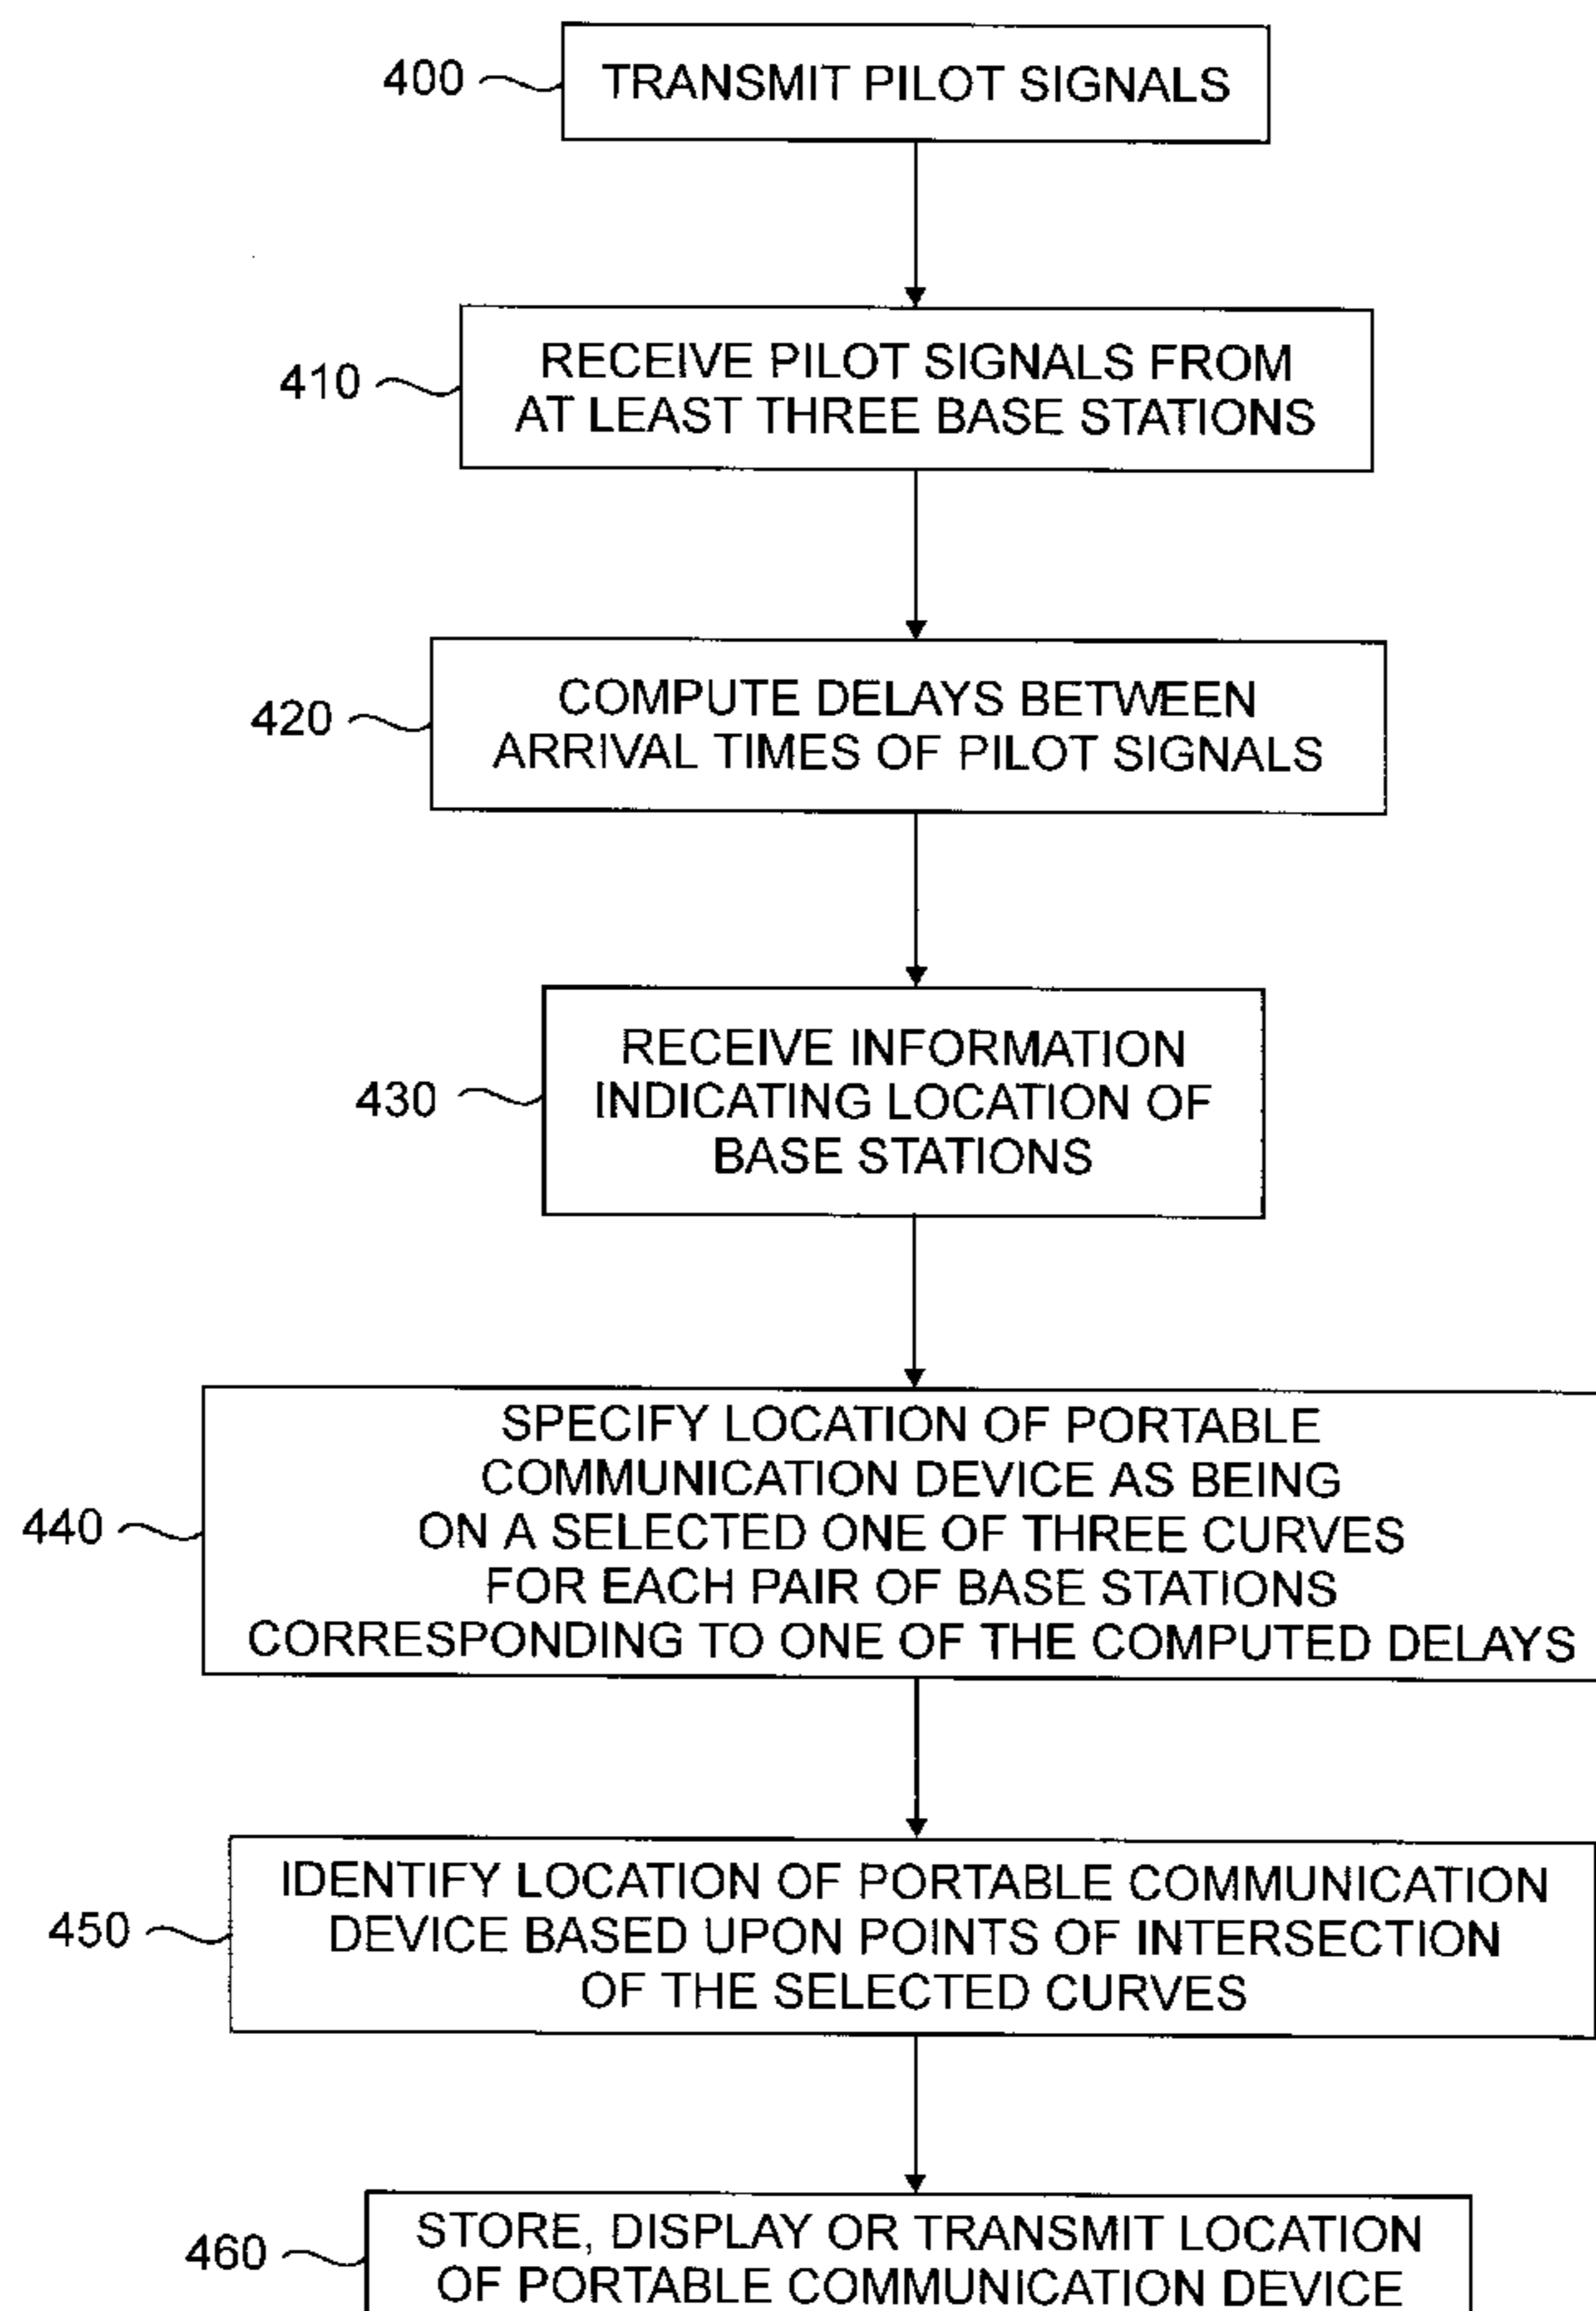 400
TRANSMIT PILOT SIGNALS
410
RECEIVE PILOT SIGNALS FROM
AT LEAST THREE BASE STATIONS
420
COMPUTE DELAYS BETWEEN
ARRIVAL TIMES OF PILOT SIGNALS
430
RECEIVE INFORMATION
INDICATING LOCATION OF
BASE STATIONS
440
SPECIFY LOCATION OF PORTABLE
COMMUNICATION DEVICE AS BEING
ON A SELECTED ONE OF THREE CURVES
FOR EACH PAIR OF BASE STATIONS
CORRESPONDING TO ONE OF THE COMPUTED DELAYS
450
IDENTIFY LOCATION OF PORTABLE COMMUNICATION
DEVICE BASED UPON POINTS OF INTERSECTION
OF THE SELECTED CURVES
460
STORE, DISPLAY OR TRANSMIT LOCATION
OF PORTABLE COMMUNICATION DEVICE